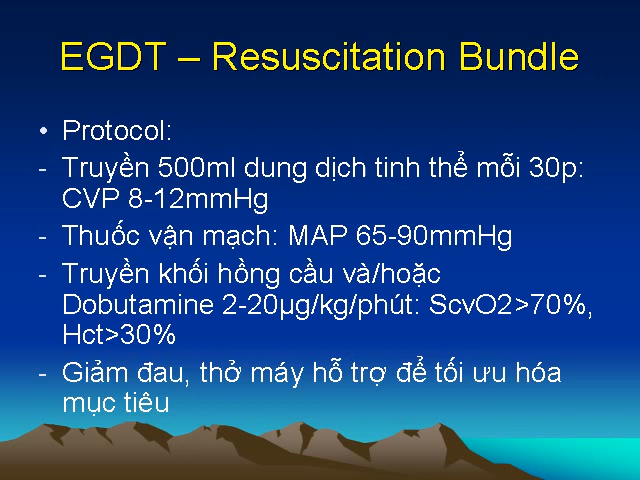 EGDT – Resuscitation Bundle
• Protocol:
- Truyền 500ml dung dịch tinh thể mỗi 30p:
CVP 8-12mmHg
- Thuốc vận mạch: MAP 65-90mmHg
- Truyền khối hồng cầu và/hoặc
Dobutamine 2-20µg/kg/phút: ScvO2>70%,
Hct>30%
- Giảm đau, thở máy hỗ trợ để tối ưu hóa
mục tiêu